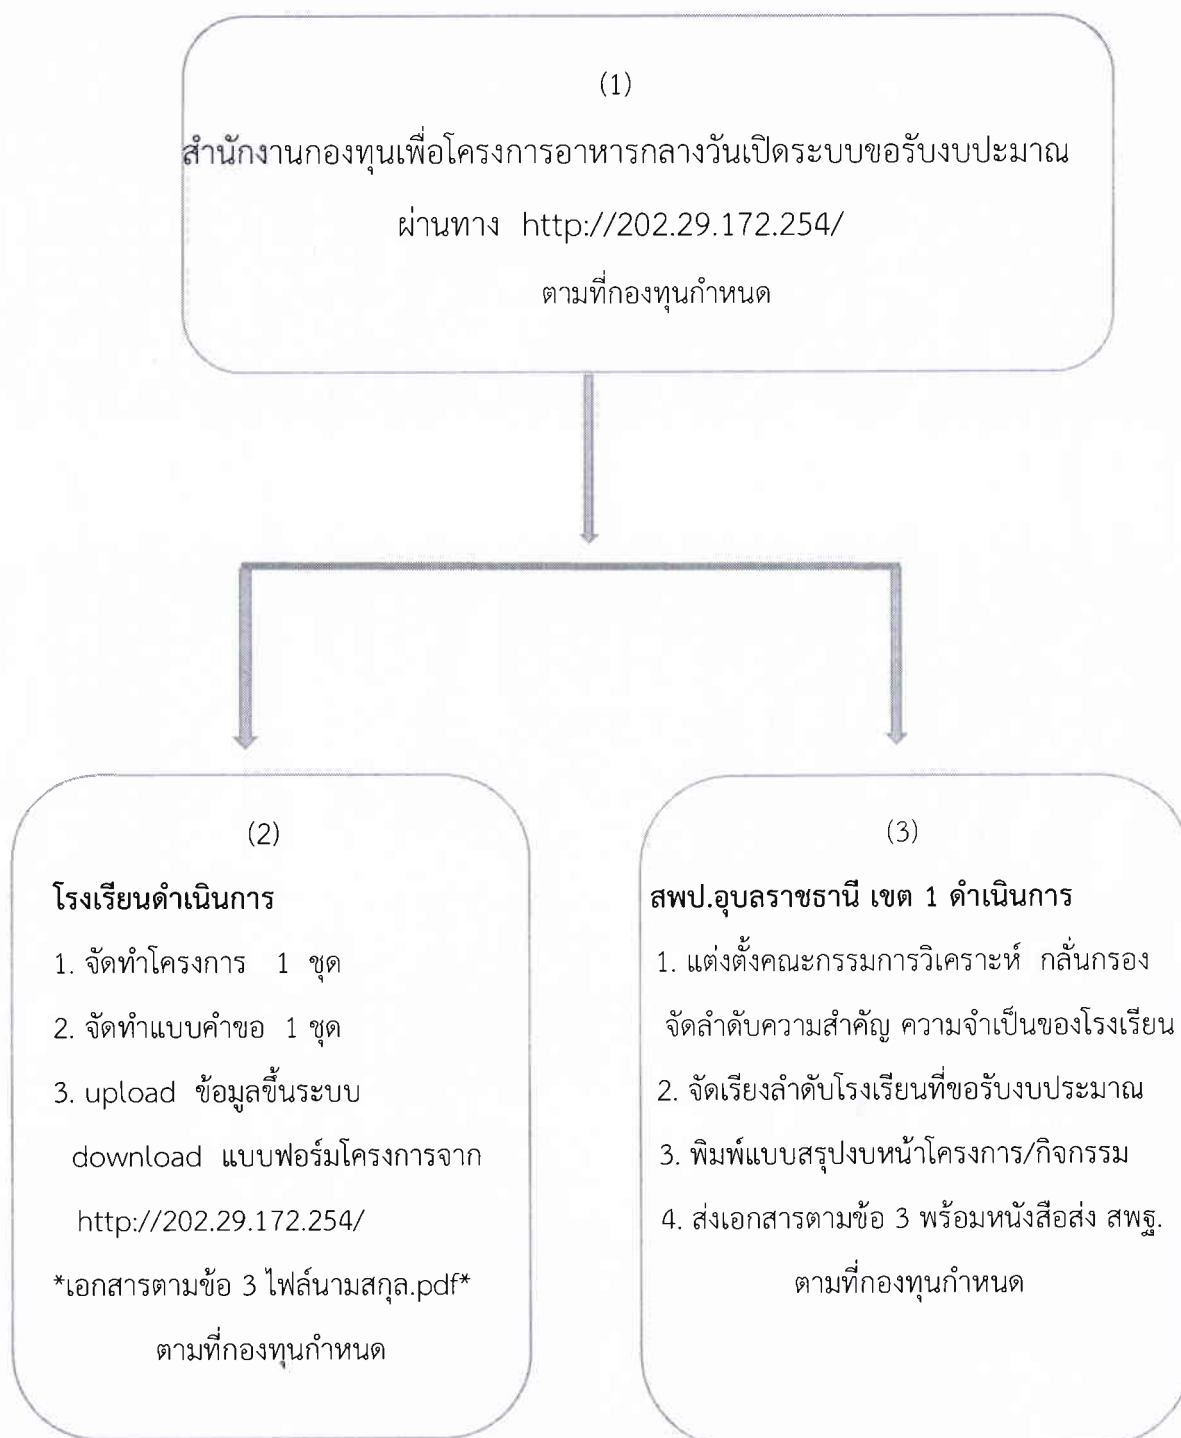 (1)
สำนักงานกองทุนเพื่อโครงการอาหารกลางวันเปิดระบบขอรับงบปะมาณ
ผ่านทาง http://202.29.172.254/
ตามที่กองทุนกำหนด
(2)
โรงเรียนดำเนินการ
1. จัดทำโครงการ 1 ชุด
2. จัดทำแบบคำขอ 1 ชุด
3. upload ข้อมูลขึ้นระบบ
download แบบฟอร์มโครงการจาก
http://202.29.172.254/
*เอกสารตามข้อ 3 ไฟล์นามสกุล.pdf*
ตามที่กองทุนกำหนด
(3)
สพป.อุบลราชธานี เขต 1 ดำเนินการ
1. แต่งตั้งคณะกรรมการวิเคราะห์ กลั่นกรอง
จัดลำดับความสำคัญ ความจำเป็นของโรงเรียน
2. จัดเรียงลำดับโรงเรียนที่ขอรับงบประมาณ
3. พิมพ์แบบสรุปงบหน้าโครงการ/กิจกรรม
4. ส่งเอกสารตามข้อ 3 พร้อมหนังสือส่ง สพฐ.
ตามที่กองทุนกำหนด